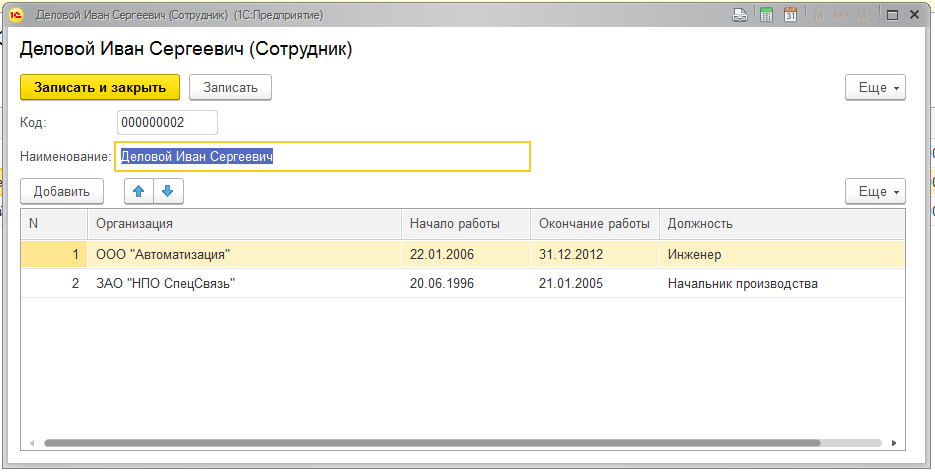 Деловой Иван Сергеевич (Сотрудник) (1С:Предприятие)
31 M M+ M-
Деловой Иван Сергеевич (Сотрудник)
Записать и закрыть Записать Еще
Код: 000000002
Наименование: Деловой Иван Сергеевич
Добавить Еще
N Организация Начало работы Окончание работы Должность
1 ООО "Автоматизация" 22.01.2006 31.12.2012 Инженер
2 ЗАО "НПО СпецСвязь" 20.06.1996 21.01.2005 Начальник производства